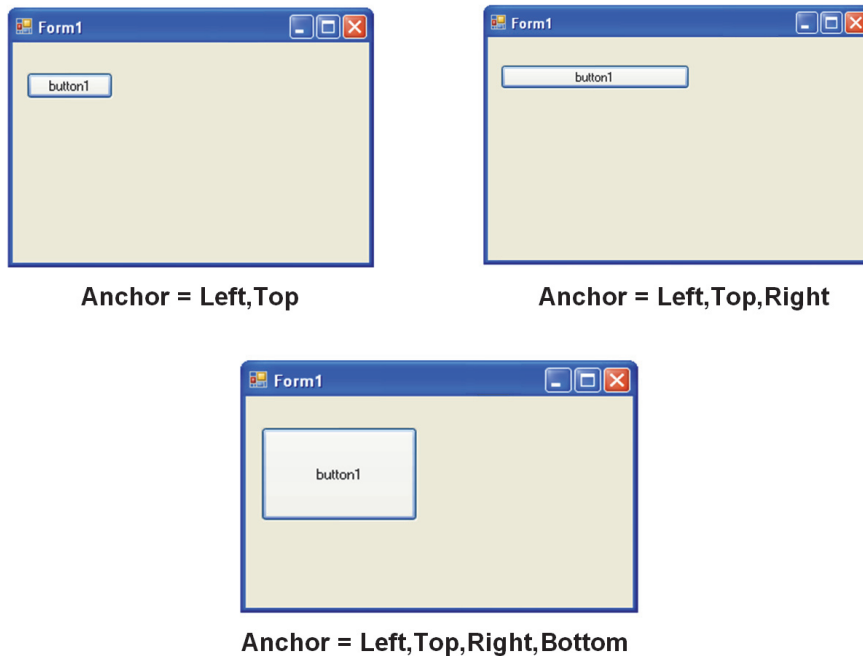 Form1
button1
Anchor = Left,Top
Form1
button1
Anchor = Left,Top,Right
Form1
button1
Anchor = Left,Top,Right,Bottom